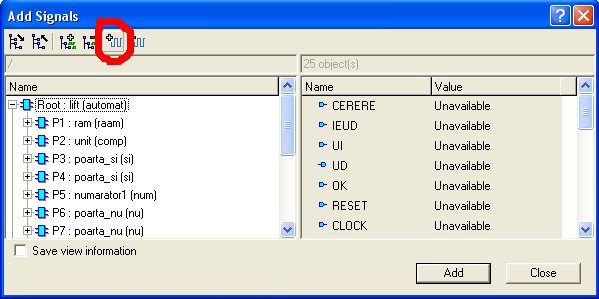 Add Signals
/
25 object(s)
Name
Root : lift (automat)
P1 : ram (raam)
P2 : unit (comp)
P3 : poarta_si (si)
P4 : poarta_si (si)
P5 : numarator1 (num)
P6 : poarta_nu (nu)
P7 : poarta_nu (nu)
Name Value
CERERE Unavailable
IEUD Unavailable
UI Unavailable
UD Unavailable
OK Unavailable
RESET Unavailable
CLOCK Unavailable
Save view information
Add Close